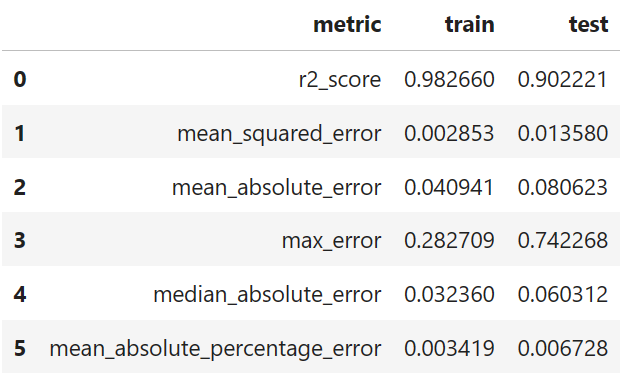 metric train test
0 r2_score 0.982660 0.902221
1 mean_squared_error 0.002853 0.013580
2 mean_absolute_error 0.040941 0.080623
3 max_error 0.282709 0.742268
4 median_absolute_error 0.032360 0.060312
5 mean_absolute_percentage_error 0.003419 0.006728